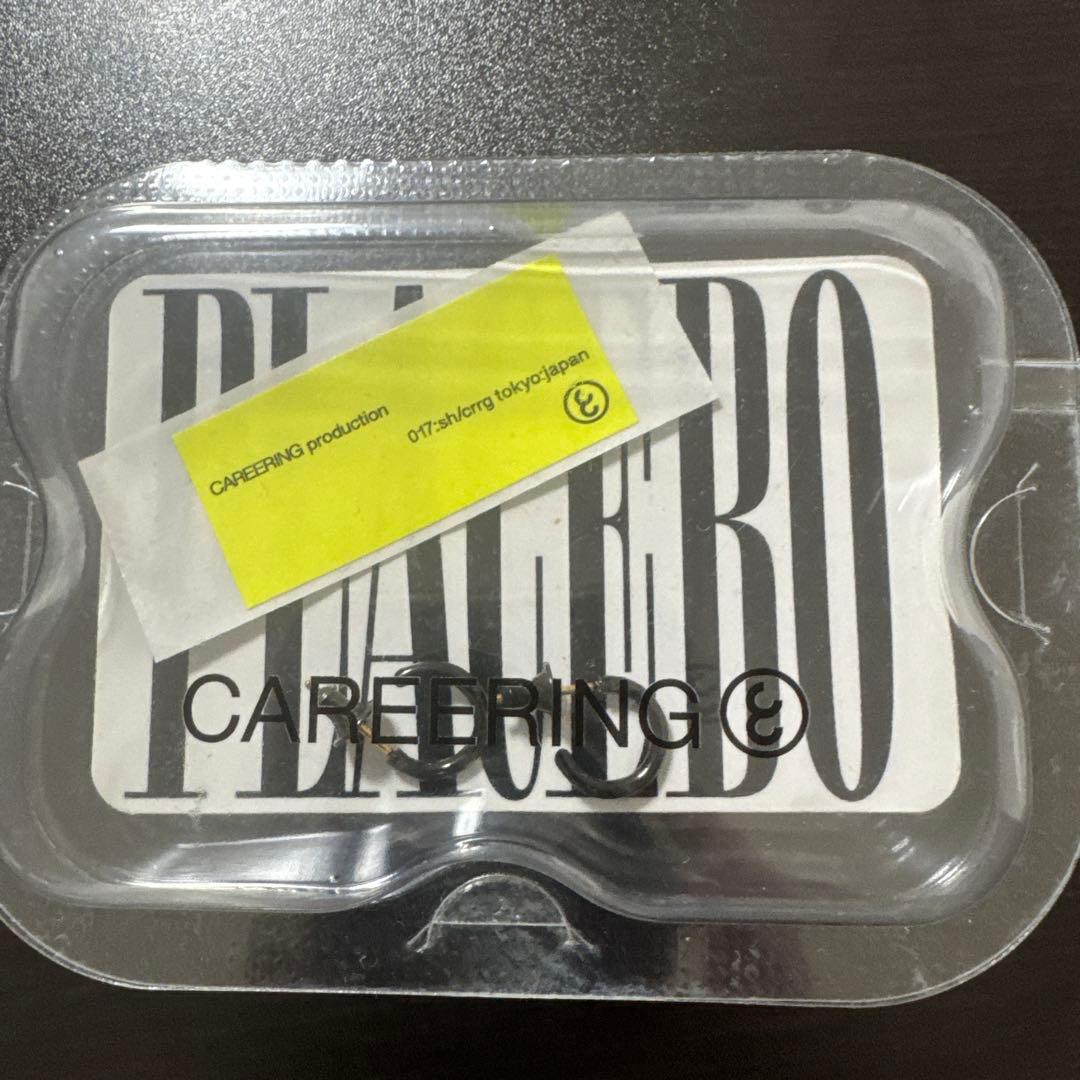 PLACEBO
CAREERING production
017:sh/crrg tokyo:japan
CAREERING